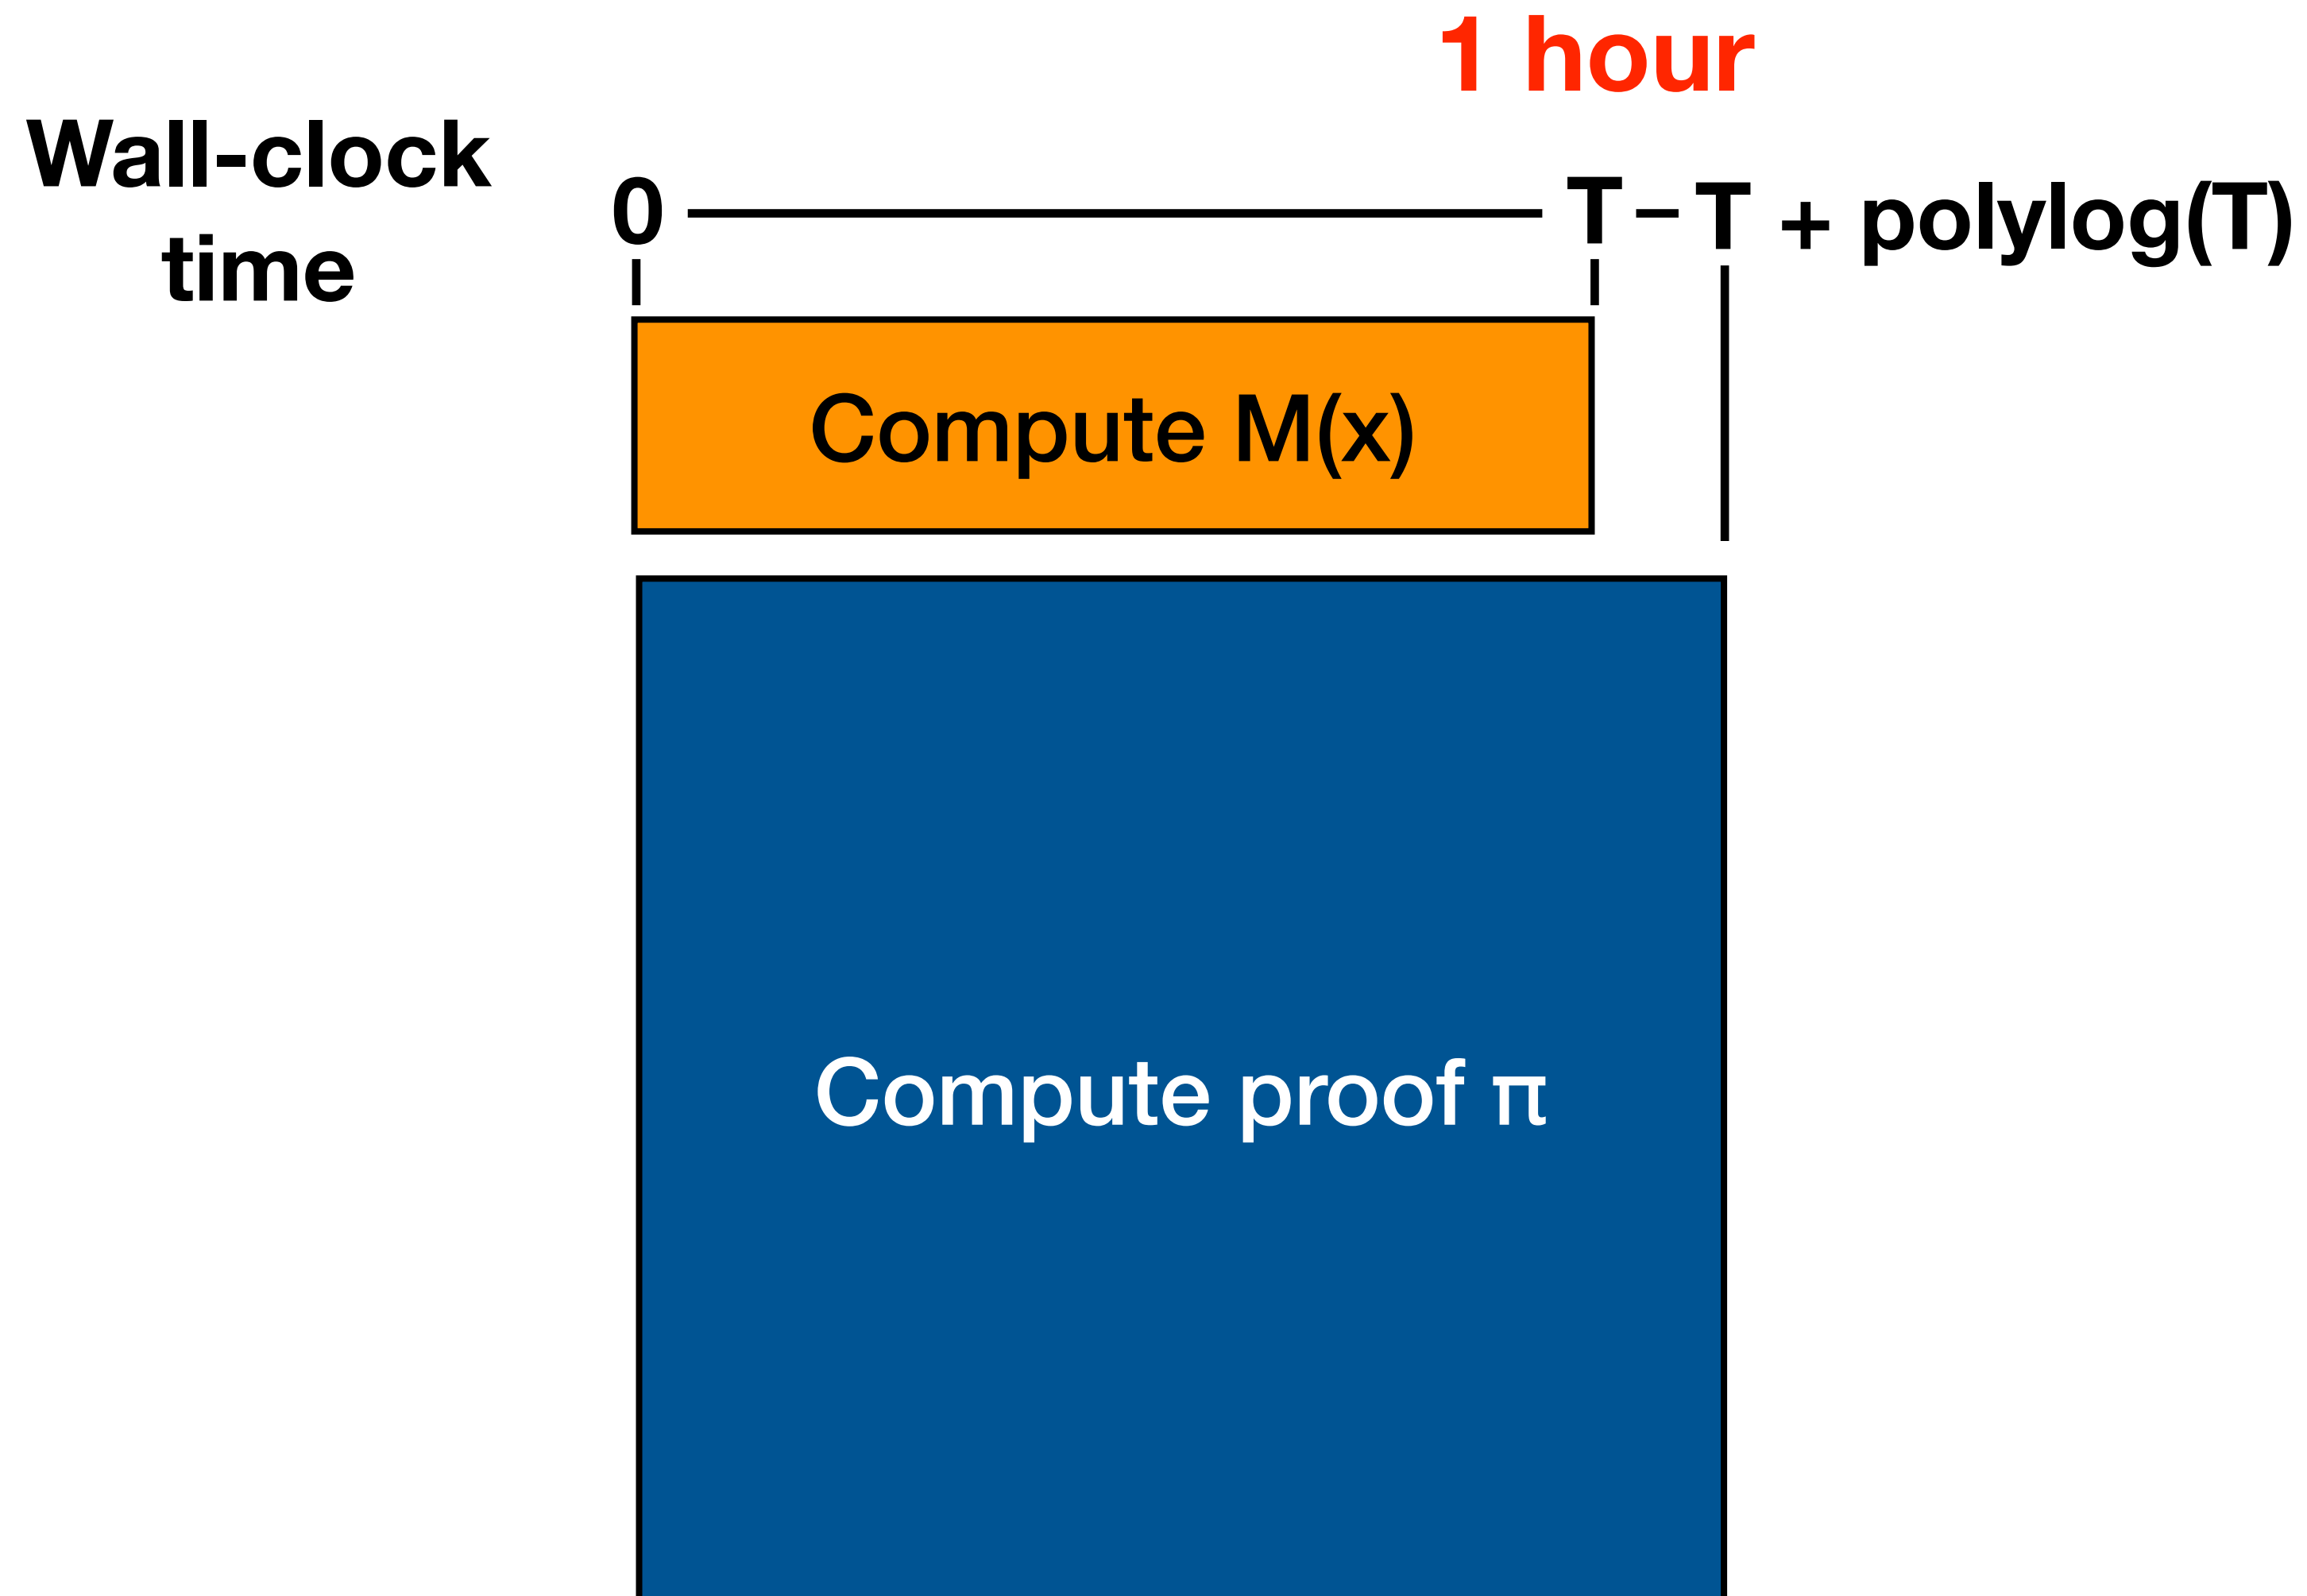 1 hour
Wall-clock
time
0
T
T + polylog(T)
Compute M(x)
Compute proof π